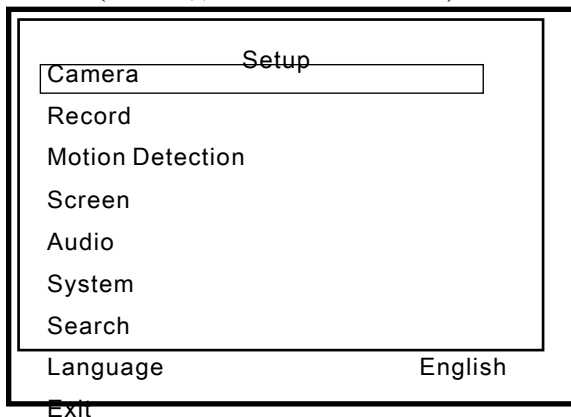 Setup
Camera
Record
Motion Detection
Screen
Audio
System
Search
Language English
Exit